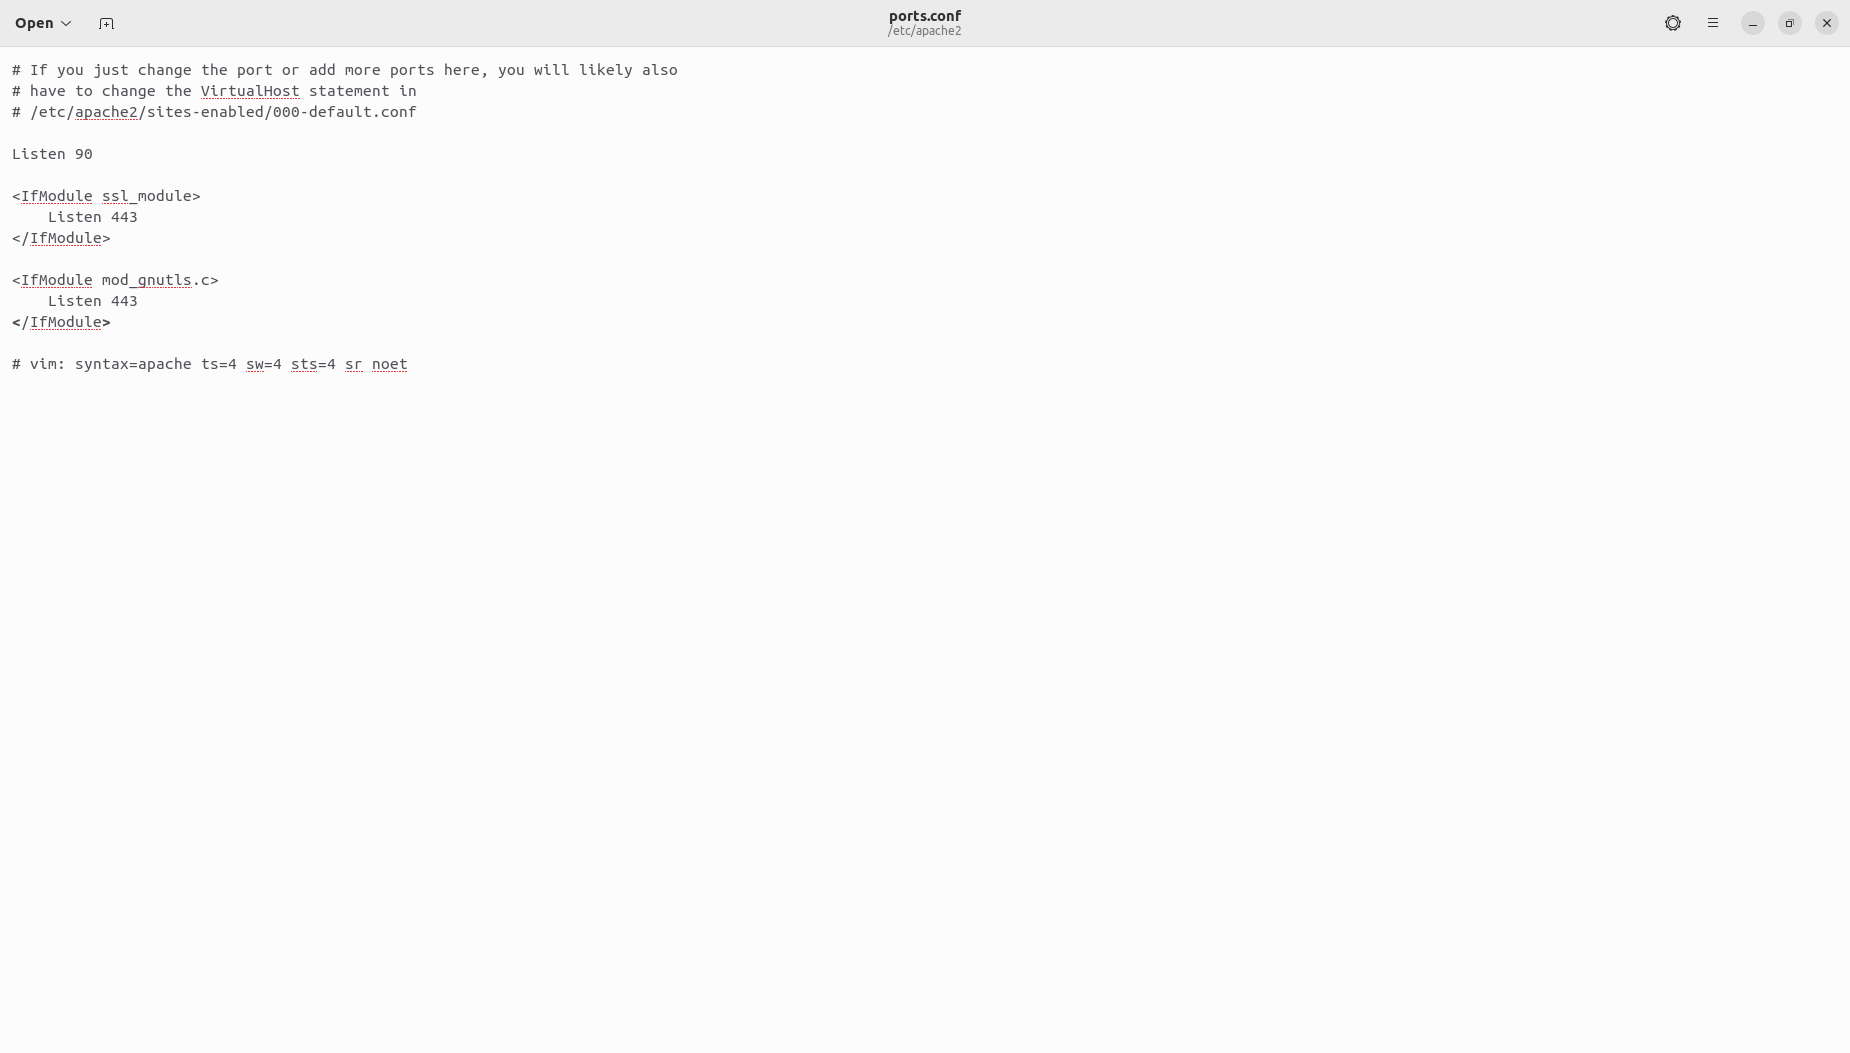 Open
ports.conf
/etc/apache2
# If you just change the port or add more ports here, you will likely also
# have to change the VirtualHost statement in
# /etc/apache2/sites-enabled/000-default.conf
Listen 90
<IfModule ssl_module>
    Listen 443
</IfModule>
<IfModule mod_gnutls.c>
    Listen 443
</IfModule>
# vim: syntax=apache ts=4 sw=4 sts=4 sr noet